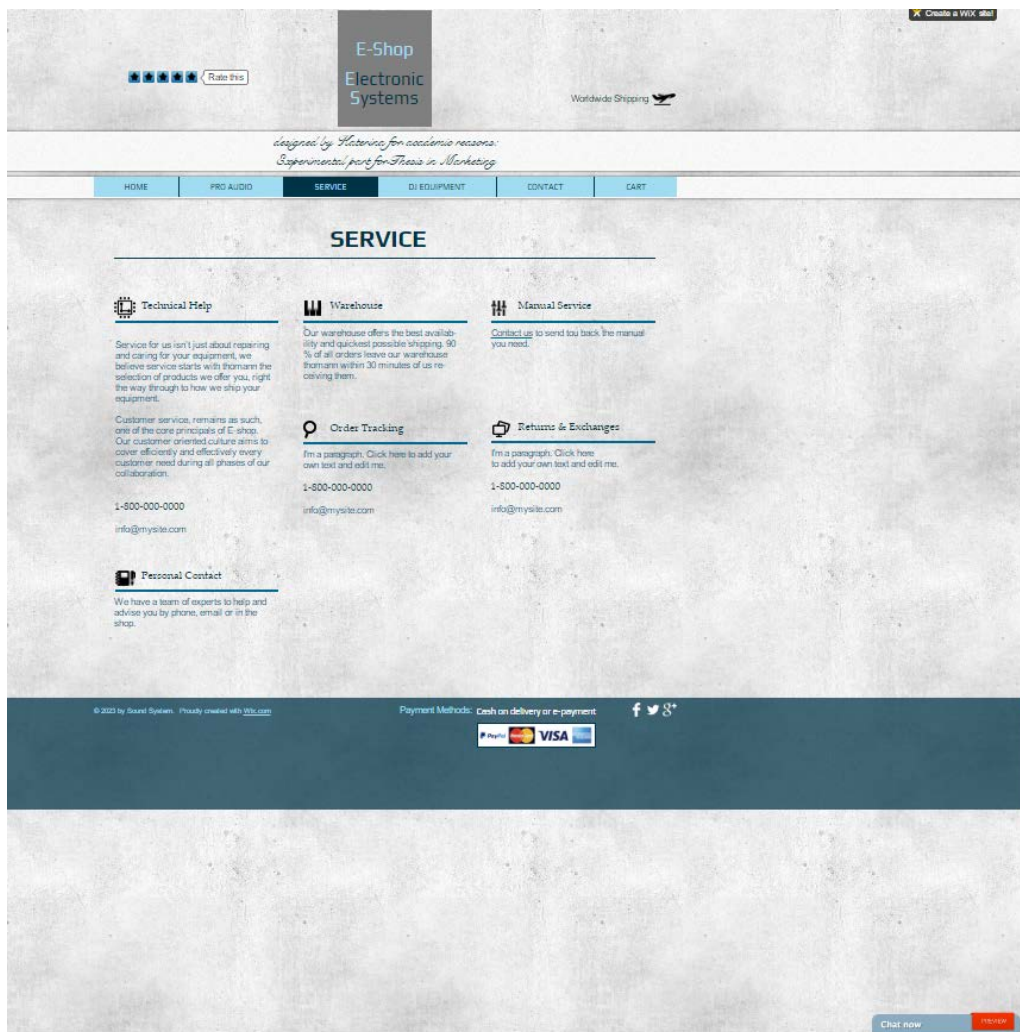 Create a WiX site!
E-Shop
Electronic
Systems
Rate this
Worldwide Shipping
designed by Katerina for academic reasons:
Experimental part for Thesis in Marketing
HOME PRO AUDIO SERVICE DJ EQUIPMENT CONTACT CART
SERVICE
Technical Help
Service for us isn't just about repairing
and caring for your equipment, we
believe service starts with thomann the
selection of products we offer you, right
the way through to how we ship your
equipment.
Customer service, remains as such,
one of the core principals of E-shop.
Our customer oriented culture aims to
cover efficiently and effectively every
customer need during all phases of our
collaboration.
1-800-000-0000
info@mysite.com
Warehouse
Our warehouse offers the best availab-
ility and quickest possible shipping. 90
% of all orders leave our warehouse
thomann within 30 minutes of us re-
ceiving them.
Manual Service
Contact us to send tou back the manual
you need.
Order Tracking
I'm a paragraph. Click here to add your
own text and edit me.
1-800-000-0000
info@mysite.com
Returns & Exchanges
I'm a paragraph. Click here
to add your own text and edit me.
1-800-000-0000
info@mysite.com
Personal Contact
We have a team of experts to help and
advise you by phone, email or in the
shop.
© 2023 by Sound System. Proudly created with Wix.com
Payment Methods: Cash on delivery or e-payment
PayPal MasterCard VISA
Chat now
PREVIEW